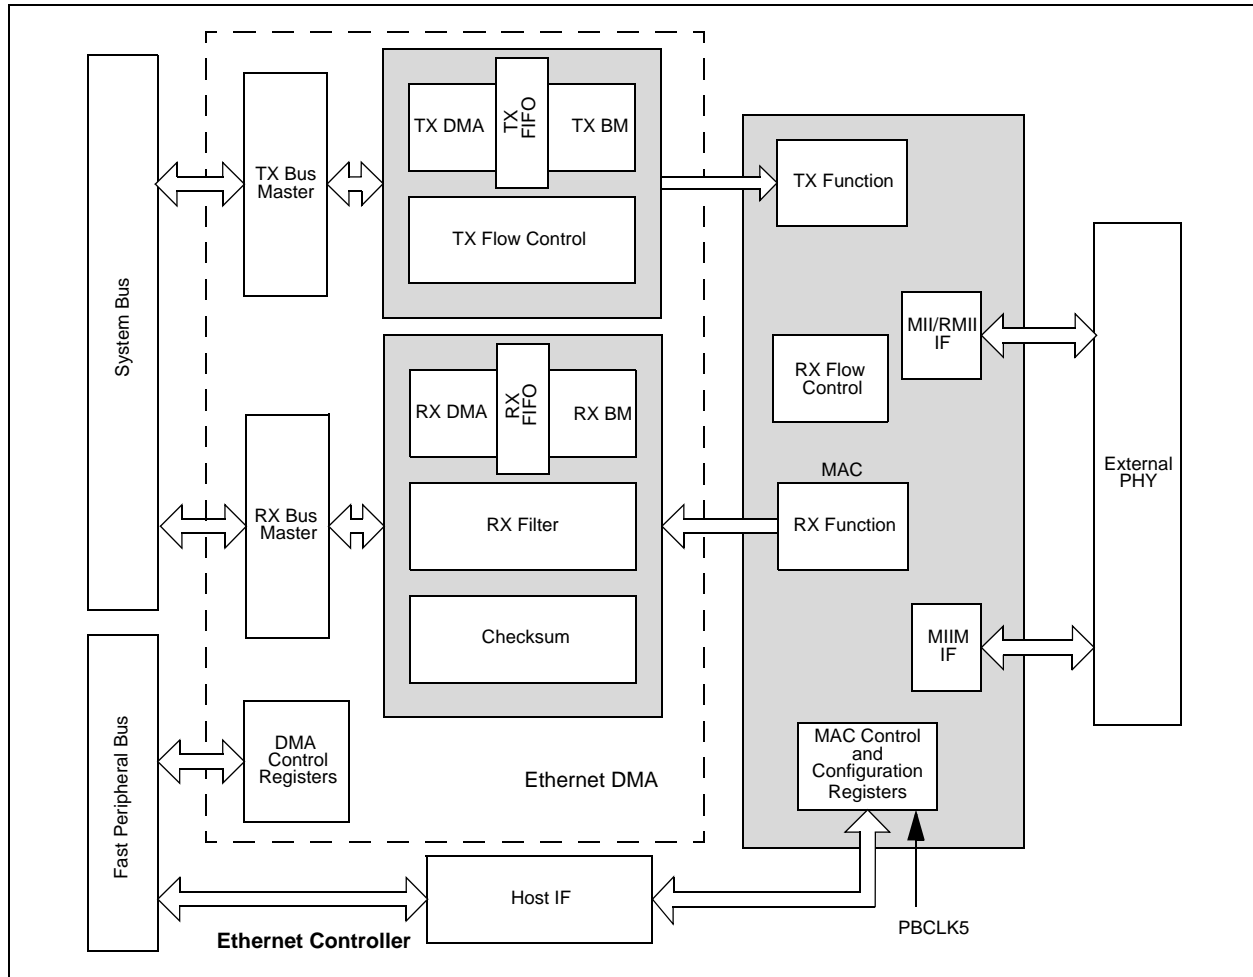 System Bus
TX Bus
Master
TX DMA
TX
FIFO
TX BM
TX Flow Control
TX Function
MII/RMII
IF
RX Flow
Control
External
PHY
RX Bus
Master
RX DMA
RX
FIFO
RX BM
RX Filter
Checksum
MAC
RX Function
MIIM
IF
Fast Peripheral Bus
DMA
Control
Registers
Ethernet DMA
MAC Control
and
Configuration
Registers
Host IF
PBCLK5
Ethernet Controller